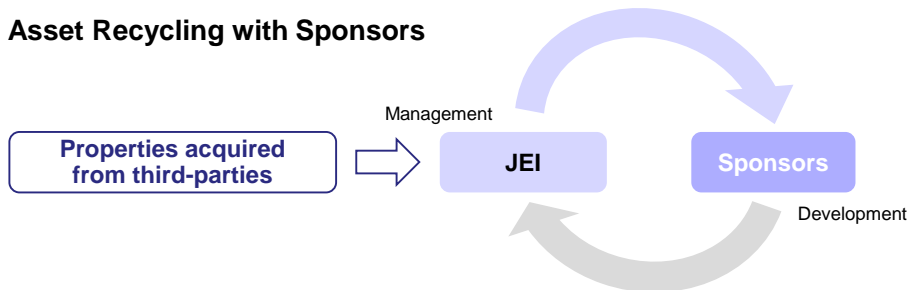 Asset Recycling with Sponsors
Management
Properties acquired
from third-parties
JEI
Sponsors
Development